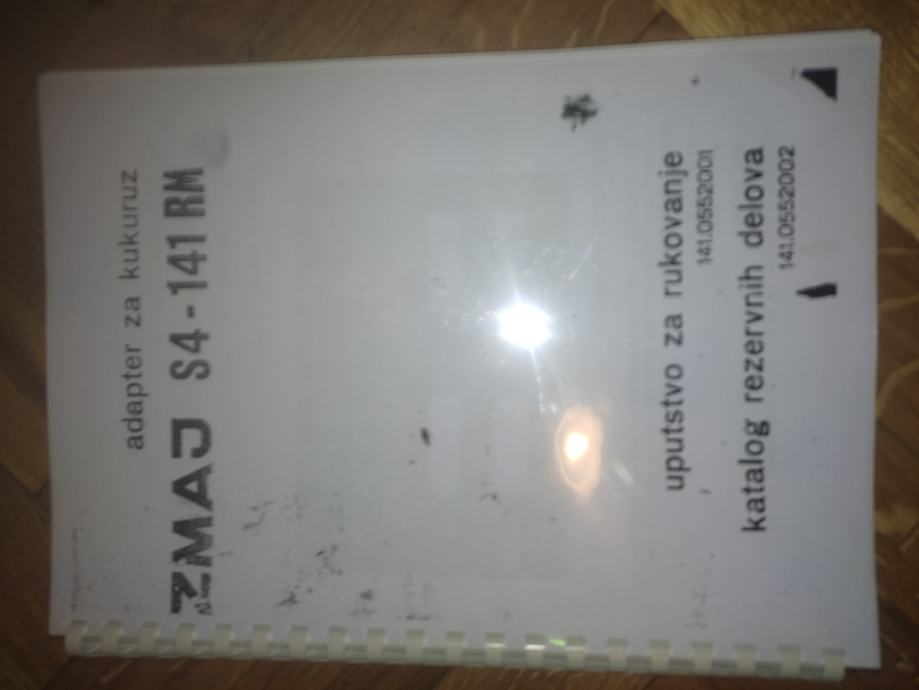 adapter za kukuruz
ZMAJ S4-141 RM
uputstvo za rukovanje
141.0552001
katalog rezervnih delova
141.0552002